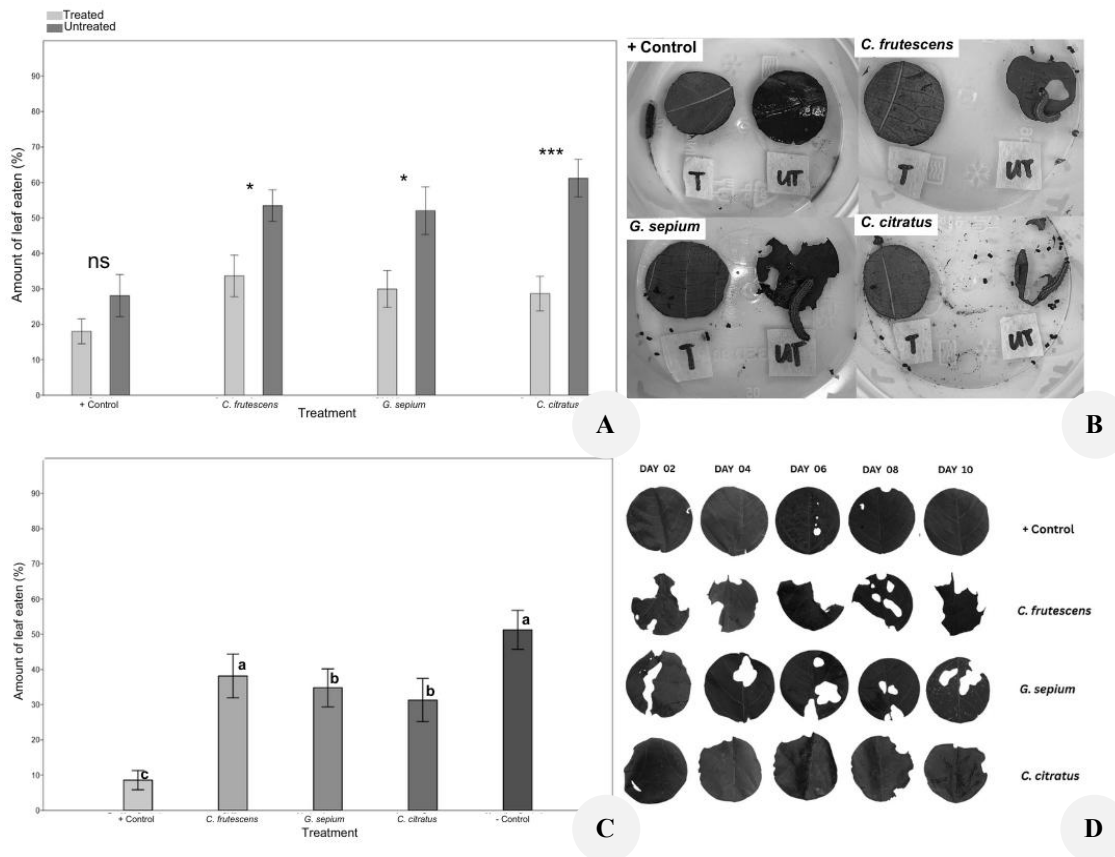 Treated
Untreated
Amount of leaf eaten (%)
90
80
70
60
50
40
30
20
10
0
ns
*
*
***
+ Control
C. frutescens
G. sepium
C. citratus
Treatment
A
+ Control
T
UT
C. frutescens
T
UT
G. sepium
T
UT
C. citratus
T
UT
B
Amount of leaf eaten (%)
90
80
70
60
50
40
30
20
10
0
c
a
b
b
a
+ Control
C. frutescens
G. sepium
C. citratus
- Control
Treatment
C
DAY 02 DAY 04 DAY 06 DAY 08 DAY 10
+ Control
C. frutescens
G. sepium
C. citratus
D